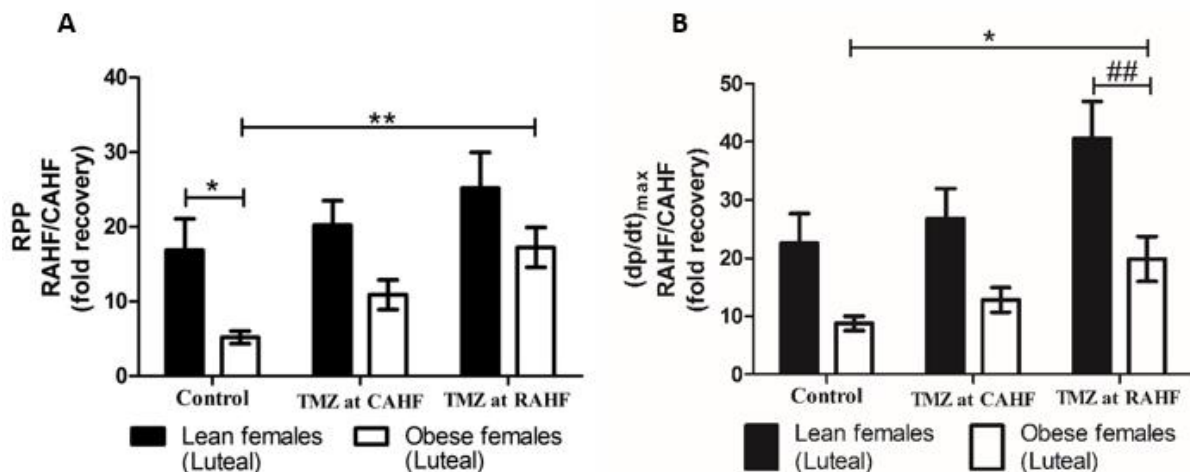 A
RPP
RAHF/CAHF
(fold recovery)
40
30
20
10
0
*
**
Control
TMZ at CAHF
TMZ at RAHF
Lean females
(Luteal)
Obese females
(Luteal)
B
(dp/dt)max
RAHF/CAHF
(fold recovery)
50
40
30
20
10
0
*
##
Control
TMZ at CAHF
TMZ at RAHF
Lean females
(Luteal)
Obese females
(Luteal)